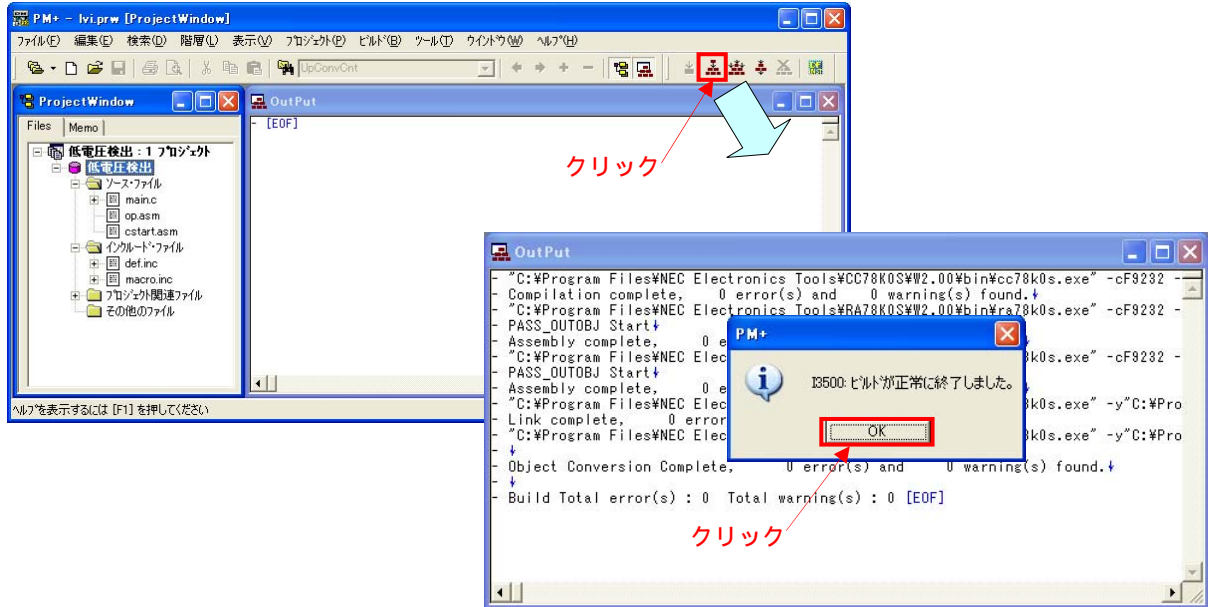 PM+ - lvi.prw [ProjectWindow]
ﾌｧｲﾙ(F) 編集(E) 検索(D) 階層(L) 表示(V) ﾌﾟﾛｼﾞｪｸﾄ(P) ﾋﾞﾙﾄﾞ(B) ﾂｰﾙ(T) ｳｨﾝﾄﾞｳ(W) ﾍﾙﾌﾟ(H)
UpConvCnt
ProjectWindow
Files Memo
低電圧検出 : 1 ﾌﾟﾛｼﾞｪｸﾄ
低電圧検出
ｿｰｽ･ﾌｧｲﾙ
main.c
op.asm
cstart.asm
ｲﾝｸﾙｰﾄﾞ･ﾌｧｲﾙ
def.inc
macro.inc
ﾌﾟﾛｼﾞｪｸﾄ関連ﾌｧｲﾙ
その他のﾌｧｲﾙ
ﾍﾙﾌﾟを表示するには [F1] を押してください
OutPut
- [EOF]
クリック
OutPut
- "C:¥Program Files¥NEC Electronics Tools¥CC78K0S¥W2.00¥bin¥cc78k0s.exe" -cF9232 -
- Compilation complete, 0 error(s) and 0 warning(s) found.↓
- "C:¥Program Files¥NEC Electronics Tools¥RA78K0S¥W2.00¥bin¥ra78k0s.exe" -cF9232 -
- PASS_OUTOBJ Start↓
- Assembly complete, 0 e
- "C:¥Program Files¥NEC Elec 8k0s.exe" -cF9232 -
- PASS_OUTOBJ Start↓
- Assembly complete, 0 e
- "C:¥Program Files¥NEC Elec 8k0s.exe" -y"C:¥Pro
- Link complete, 0 error
- "C:¥Program Files¥NEC Elec 8k0s.exe" -y"C:¥Pro
- ↓
- Object Conversion Complete, 0 error(s) and 0 warning(s) found.↓
- ↓
- Build Total error(s) : 0 Total warning(s) : 0 [EOF]
PM+
I3500: ﾋﾞﾙﾄﾞが正常に終了しました。
OK
クリック